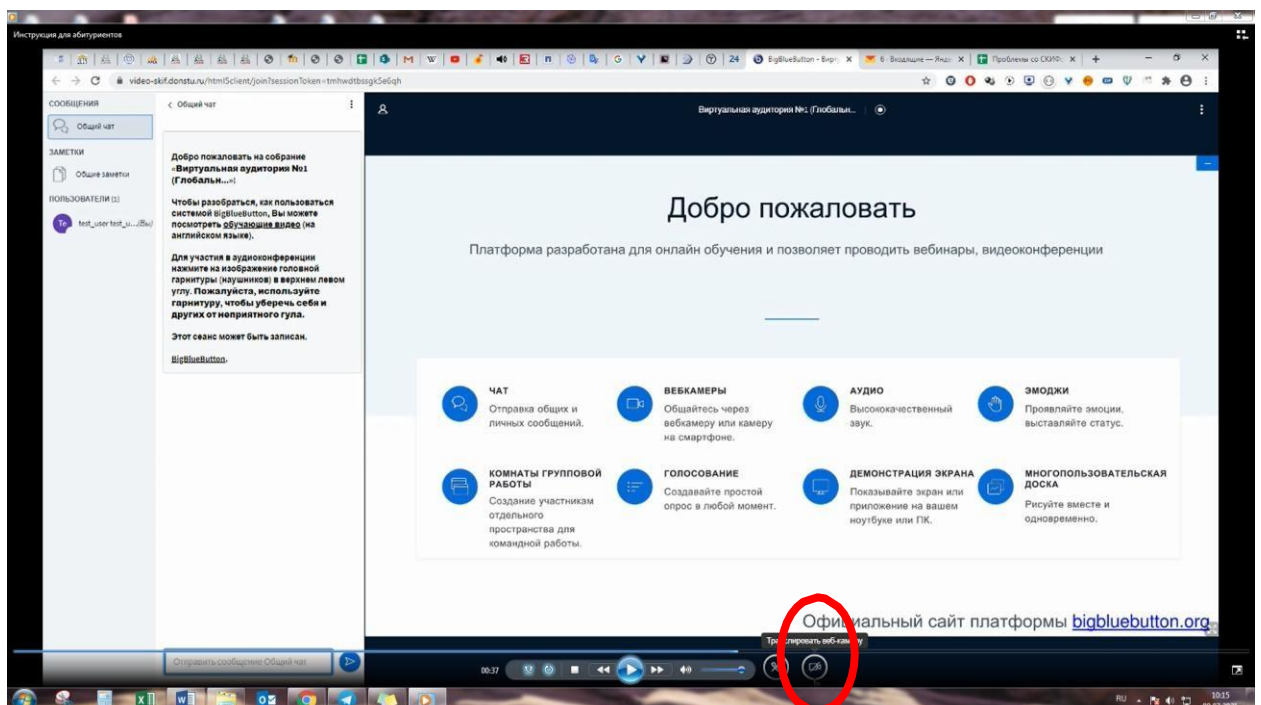 Инструкция для абитуриентов
24
BigBlueButton - Вирт
6 · Входящие — Янде
Проблемы со СКИФ.
video-skif.donstu.ru/html5client/join?sessionToken=tmhwdtbssgk5e6qh
СООБЩЕНИЯ
Общий чат
ЗАМЕТКИ
Общие заметки
ПОЛЬЗОВАТЕЛИ (1)
Te
test_user test_u... (Вы)
Общий чат
Добро пожаловать на собрание
«Виртуальная аудитория №1
(Глобальн...»!
Чтобы разобраться, как пользоваться
системой BigBlueButton, Вы можете
посмотреть обучающие видео (на
английском языке).
Для участия в аудиоконференции
нажмите на изображение головной
гарнитуры (наушников) в верхнем левом
углу. Пожалуйста, используйте
гарнитуру, чтобы уберечь себя и
других от неприятного гула.
Этот сеанс может быть записан.
BigBlueButton.
Отправить сообщение Общий чат
Виртуальная аудитория №1 (Глобальн...
Добро пожаловать
Платформа разработана для онлайн обучения и позволяет проводить вебинары, видеоконференции
ЧАТ
Отправка общих и
личных сообщений.
ВЕБКАМЕРЫ
Общайтесь через
вебкамеру или камеру
на смартфоне.
АУДИО
Высококачественный
звук.
ЭМОДЖИ
Проявляйте эмоции,
выставляйте статус.
КОМНАТЫ ГРУППОВОЙ
РАБОТЫ
Создание участникам
отдельного
пространства для
командной работы.
ГОЛОСОВАНИЕ
Создавайте простой
опрос в любой момент.
ДЕМОНСТРАЦИЯ ЭКРАНА
Показывайте экран или
приложение на вашем
ноутбуке или ПК.
МНОГОПОЛЬЗОВАТЕЛЬСКАЯ
ДОСКА
Рисуйте вместе и
одновременно.
Официальный сайт платформы bigbluebutton.org
Транслировать веб-камеру
00:37
RU
10:15